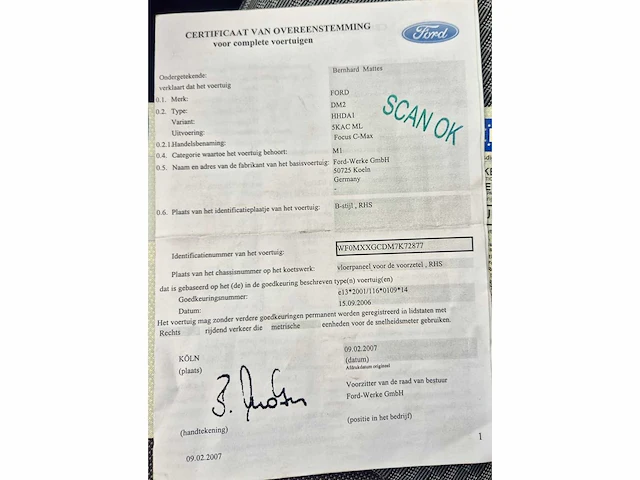 CERTIFICAAT VAN OVEREENSTEMMING
voor complete voertuigen
Ford
Ondergetekende: Bernhard Mattes
verklaart dat het voertuig
0.1. Merk: FORD
0.2. Type: DM2
Variant: HHDA1
Uitvoering: 5KAC ML
0.2.1.Handelsbenaming: Focus C-Max
SCAN OK
0.4. Categorie waartoe het voertuig behoort: M1
0.5. Naam en adres van de fabrikant van het basisvoertuig: Ford-Werke GmbH
50725 Koeln
Germany
-
0.6. Plaats van het identificatieplaatje van het voertuig: B-stijl , RHS
Identificatienummer van het voertuig: WF0MXXGCDM7K72877
Plaats van het chassisnummer op het koetswerk: vloerpaneel voor de voorzetel , RHS
dat is gebaseerd op het (de) in de goedkeuring beschreven type(n) voertuig(en)
Goedkeuringsnummer: e13*2001/116*0109*14
Datum: 15.09.2006
Het voertuig mag zonder verdere goedkeuringen permanent worden geregistreerd in lidstaten met
Rechts rijdend verkeer die metrische eenheden voor de snelheidsmeter gebruiken.
KÖLN 09.02.2007
(plaats) (datum)
Afdrukdatum origineel
Voorzitter van de raad van bestuur
Ford-Werke GmbH
(handtekening) (positie in het bedrijf)
1
09.02.2007